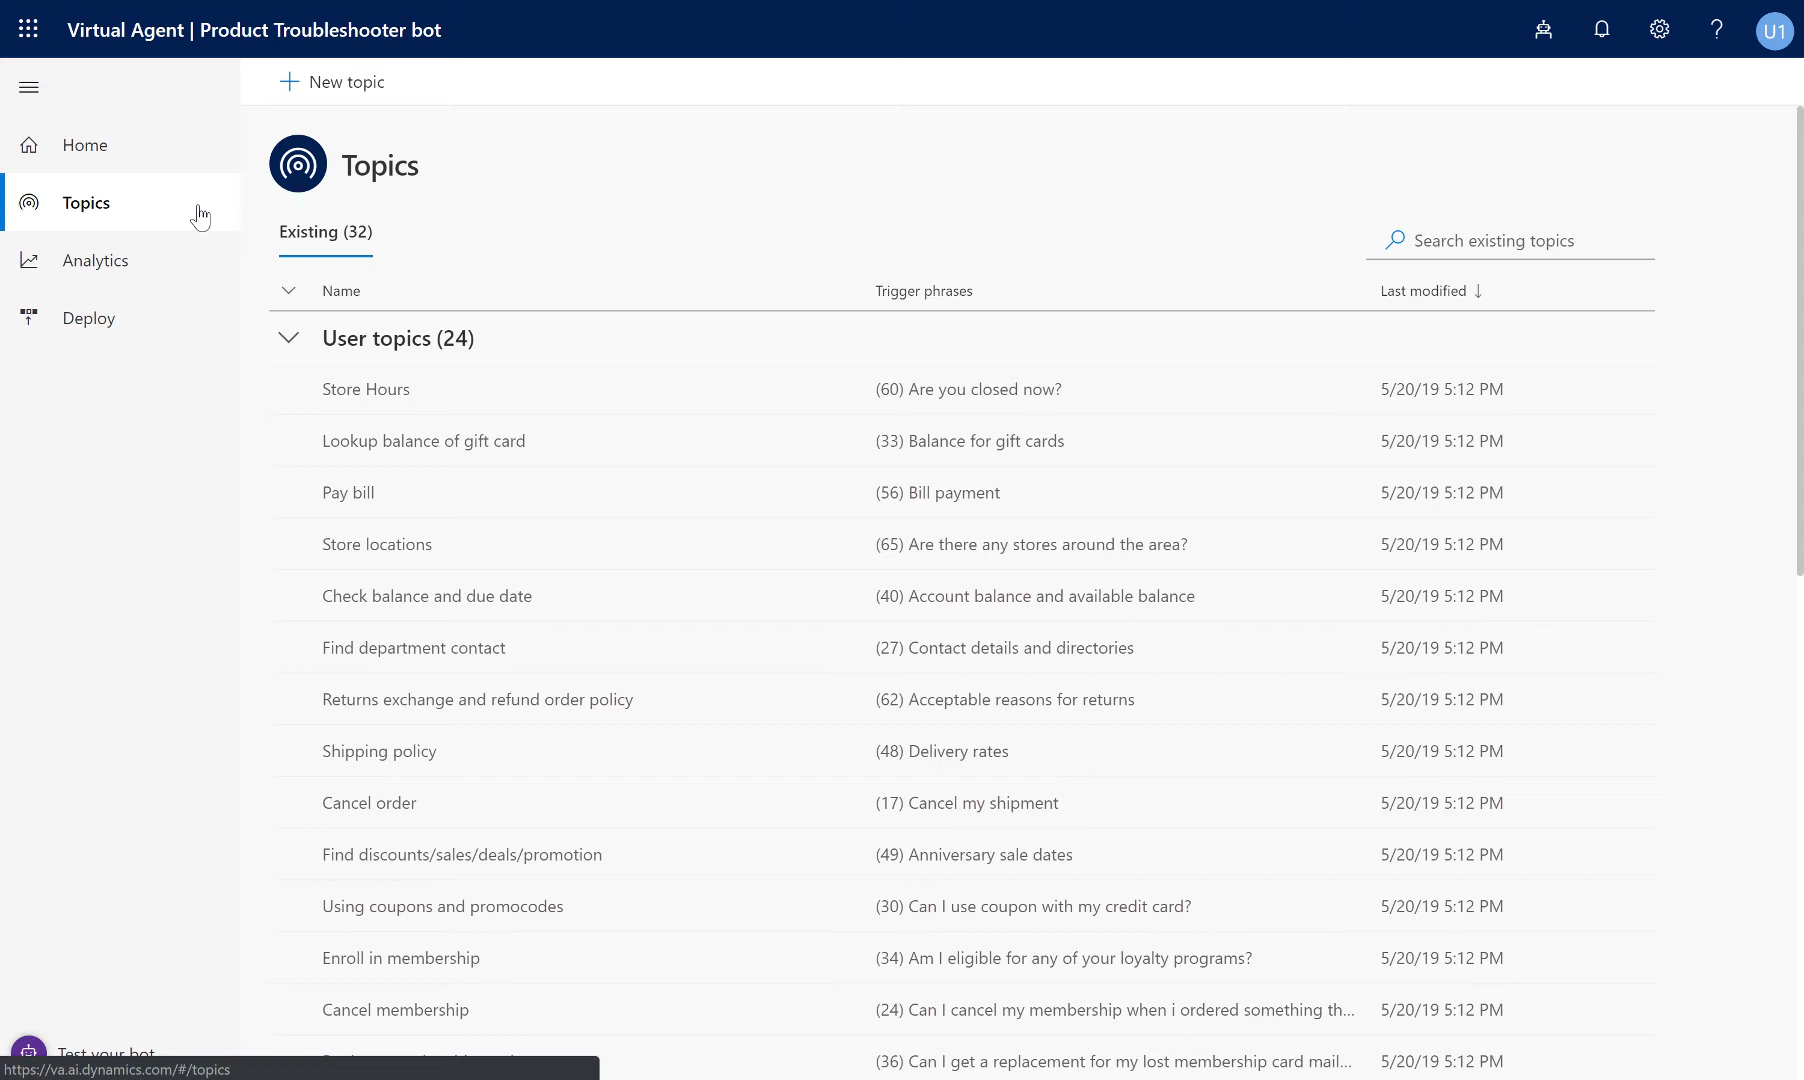 Virtual Agent | Product Troubleshooter bot
?
U1
New topic
Home
Topics
Topics
Analytics
Deploy
Existing (32)
Search existing topics
Name Trigger phrases Last modified ↓
User topics (24)
Store Hours (60) Are you closed now? 5/20/19 5:12 PM
Lookup balance of gift card (33) Balance for gift cards 5/20/19 5:12 PM
Pay bill (56) Bill payment 5/20/19 5:12 PM
Store locations (65) Are there any stores around the area? 5/20/19 5:12 PM
Check balance and due date (40) Account balance and available balance 5/20/19 5:12 PM
Find department contact (27) Contact details and directories 5/20/19 5:12 PM
Returns exchange and refund order policy (62) Acceptable reasons for returns 5/20/19 5:12 PM
Shipping policy (48) Delivery rates 5/20/19 5:12 PM
Cancel order (17) Cancel my shipment 5/20/19 5:12 PM
Find discounts/sales/deals/promotion (49) Anniversary sale dates 5/20/19 5:12 PM
Using coupons and promocodes (30) Can I use coupon with my credit card? 5/20/19 5:12 PM
Enroll in membership (34) Am I eligible for any of your loyalty programs? 5/20/19 5:12 PM
Cancel membership (24) Can I cancel my membership when i ordered something th... 5/20/19 5:12 PM
(36) Can I get a replacement for my lost membership card mail... 5/20/19 5:12 PM
Test your bot
https://va.ai.dynamics.com/#/topics